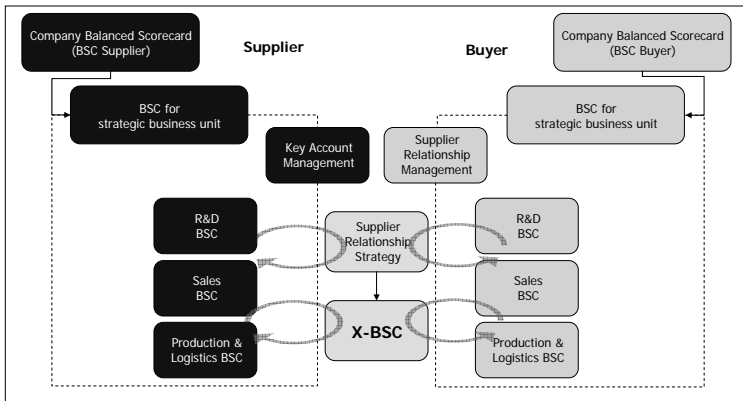 Company Balanced Scorecard
(BSC Supplier)
Supplier
Buyer
Company Balanced Scorecard
(BSC Buyer)
BSC for
strategic business unit
BSC for
strategic business unit
Key Account
Management
Supplier
Relationship
Management
R&D
BSC
Supplier
Relationship
Strategy
R&D
BSC
Sales
BSC
Sales
BSC
X-BSC
Production &
Logistics BSC
Production &
Logistics BSC